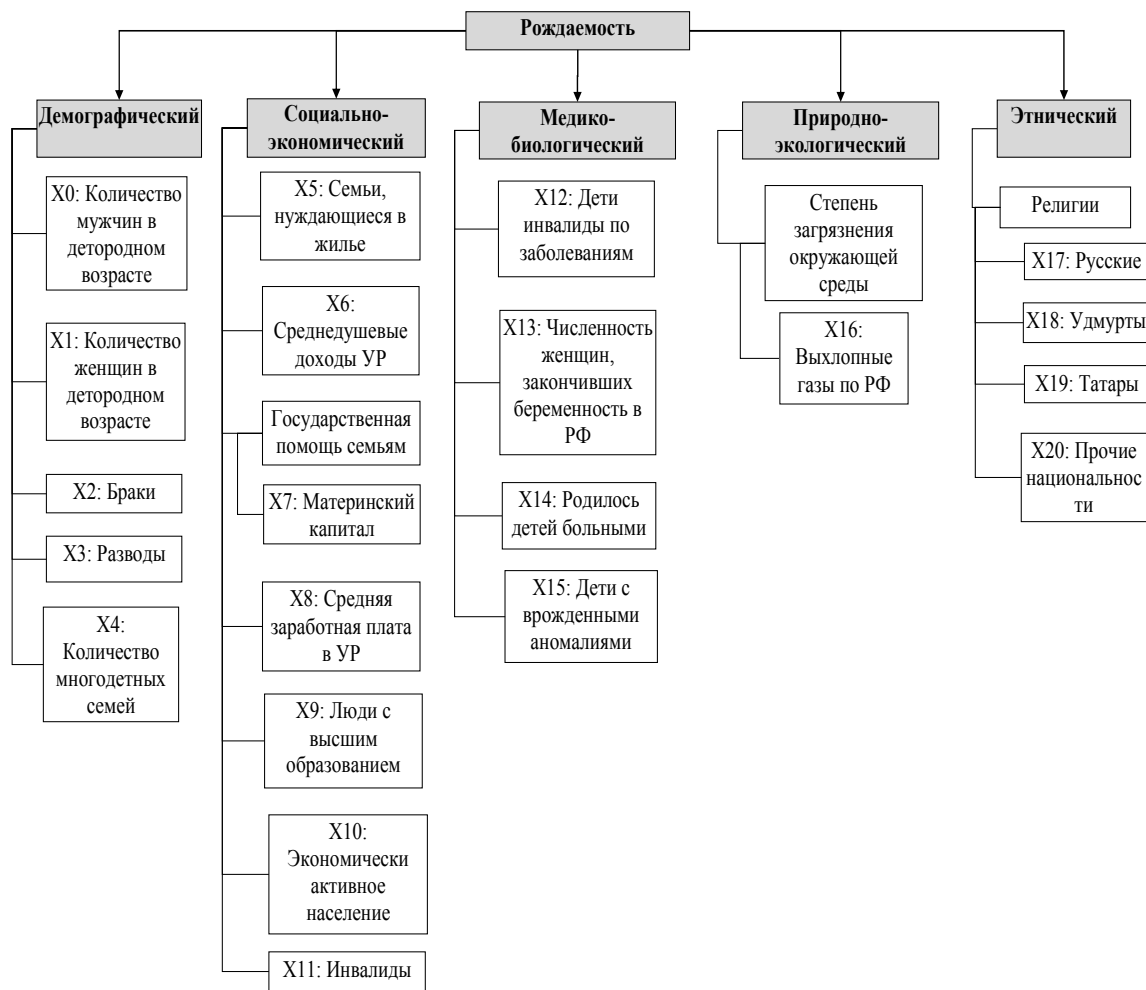 Рождаемость
Демографический
X0: Количество
мужчин в
детородном
возрасте
X1: Количество
женщин в
детородном
возрасте
X2: Браки
X3: Разводы
X4:
Количество
многодетных
семей
Социально-
экономический
X5: Семьи,
нуждающиеся в
жилье
X6:
Среднедушевые
доходы УР
Государственная
помощь семьям
X7: Материнский
капитал
X8: Средняя
заработная плата
в УР
X9: Люди с
высшим
образованием
X10:
Экономически
активное
население
X11: Инвалиды
Медико-
биологический
X12: Дети
инвалиды по
заболеваниям
X13: Численность
женщин,
закончивших
беременность в
РФ
X14: Родилось
детей больными
X15: Дети с
врожденными
аномалиями
Природно-
экологический
Степень
загрязнения
окружающей
среды
X16:
Выхлопные
газы по РФ
Этнический
Религии
X17: Русские
X18: Удмурты
X19: Татары
X20: Прочие
национальнос
ти